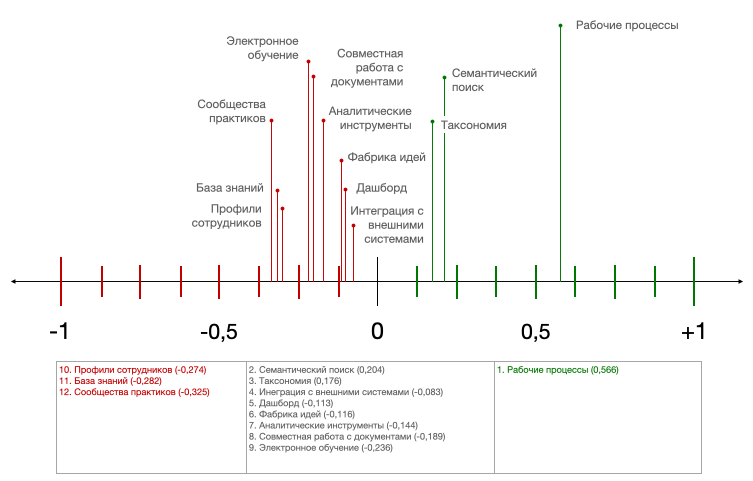 Рабочие процессы
Электронное
обучение
Совместная
работа с
документами
Семантический
поиск
Сообщества
практиков
Аналитические
инструменты
Таксономия
Фабрика идей
База знаний
Дашборд
Профили
сотрудников
Интеграция с
внешними
системами
-1
-0,5
0
0,5
+1
10. Профили сотрудников (-0,274)
11. База знаний (-0,282)
12. Сообщества практиков (-0,325)
2. Семантический поиск (0,204)
3. Таксономия (0,176)
4. Инеграция с внешними системами (-0,083)
5. Дашборд (-0,113)
6. Фабрика идей (-0,116)
7. Аналитические инструменты (-0,144)
8. Совместная работа с документами (-0,189)
9. Электронное обучение (-0,236)
1. Рабочие процессы (0,566)